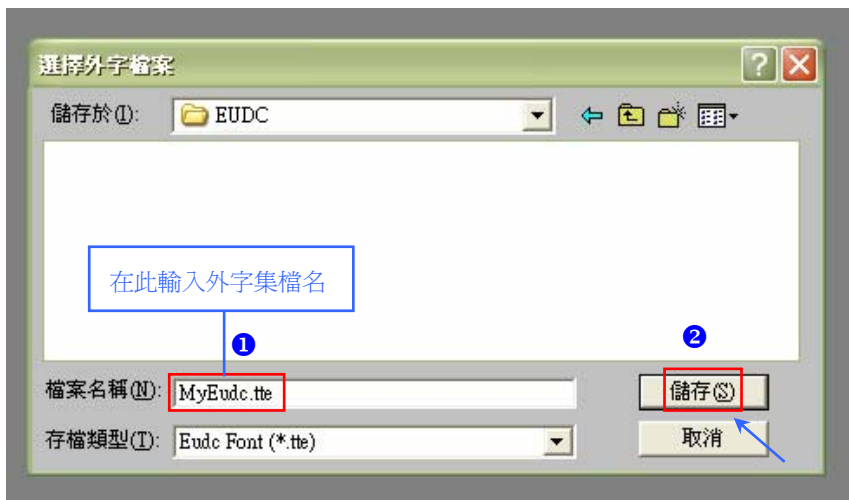 選擇外字檔案
儲存於(I): EUDC
在此輸入外字集檔名
❶
❷
檔案名稱(N): MyEudc.tte 儲存(S)
存檔類型(T): Eudc Font (*.tte) 取消